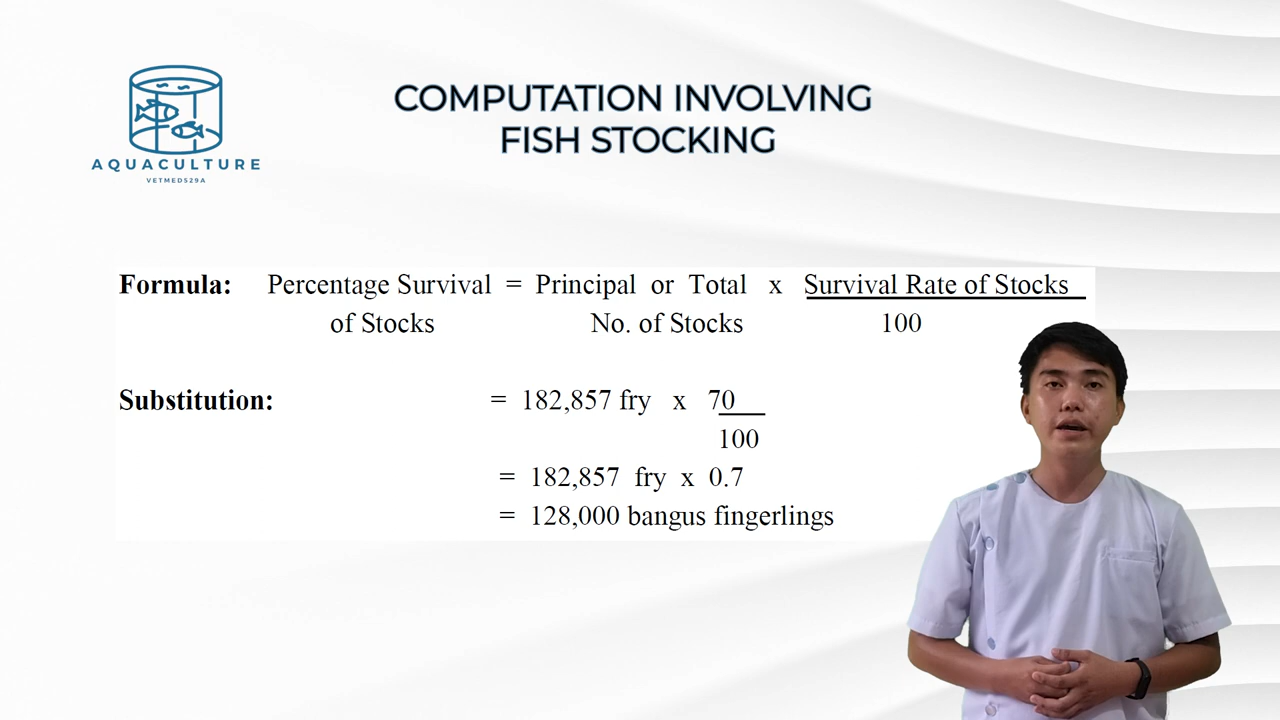 COMPUTATION INVOLVING
FISH STOCKING
AQUACULTURE
VETMEDS29A
Formula: Percentage Survival = Principal or Total x Survival Rate of Stocks
of Stocks No. of Stocks 100
Substitution: = 182,857 fry x 70
100
= 182,857 fry x 0.7
= 128,000 bangus fingerlings